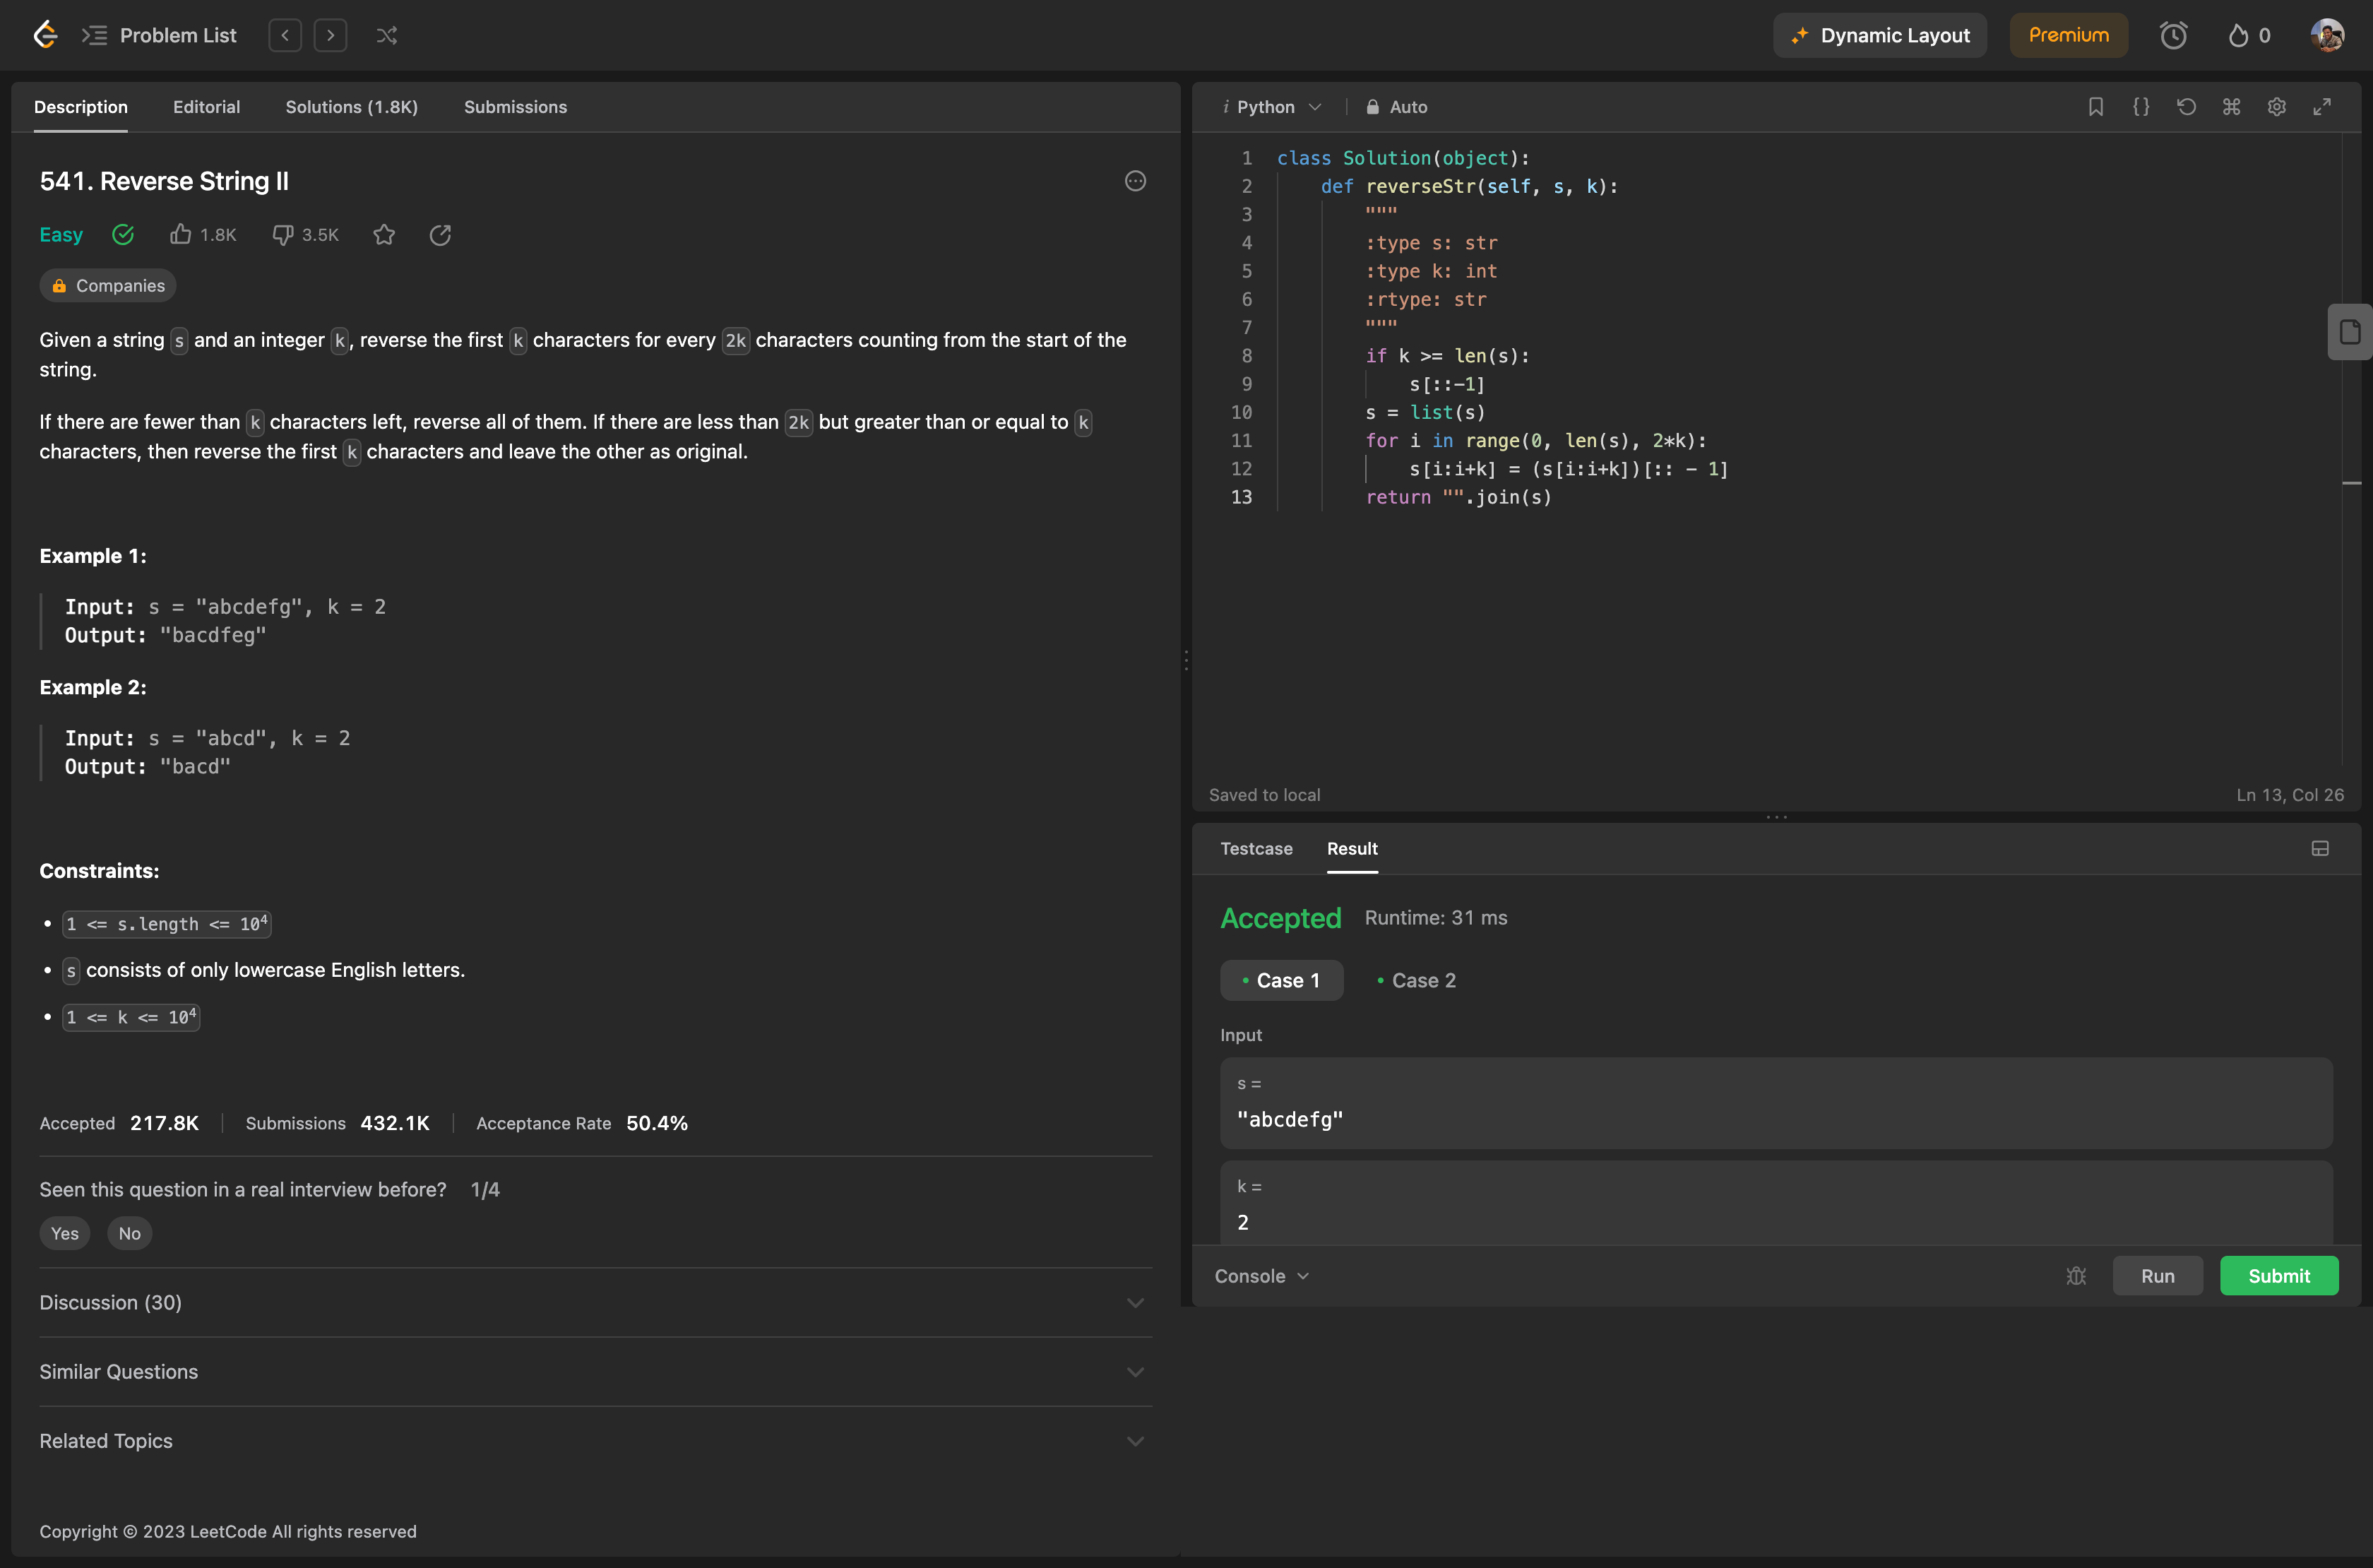 Problem List
Dynamic Layout
Premium
0
Description Editorial Solutions (1.8K) Submissions
541. Reverse String II
Easy 1.8K 3.5K
Companies
Given a string s and an integer k, reverse the first k characters for every 2k characters counting from the start of the
string.
If there are fewer than k characters left, reverse all of them. If there are less than 2k but greater than or equal to k
characters, then reverse the first k characters and leave the other as original.
Example 1:
Input: s = "abcdefg", k = 2
Output: "bacdfeg"
Example 2:
Input: s = "abcd", k = 2
Output: "bacd"
Constraints:
• 1 <= s.length <= 10⁴
• s consists of only lowercase English letters.
• 1 <= k <= 10⁴
Accepted 217.8K Submissions 432.1K Acceptance Rate 50.4%
Seen this question in a real interview before? 1/4
Yes No
Discussion (30)
Similar Questions
Related Topics
Copyright © 2023 LeetCode All rights reserved
i Python Auto
1 class Solution(object):
2     def reverseStr(self, s, k):
3         """
4         :type s: str
5         :type k: int
6         :rtype: str
7         """
8         if k >= len(s):
9             s[::-1]
10         s = list(s)
11         for i in range(0, len(s), 2*k):
12             s[i:i+k] = (s[i:i+k])[:: - 1]
13         return "".join(s)
Saved to local
Ln 13, Col 26
Testcase Result
Accepted Runtime: 31 ms
• Case 1 • Case 2
Input
s =
"abcdefg"
k =
2
Console
Run
Submit